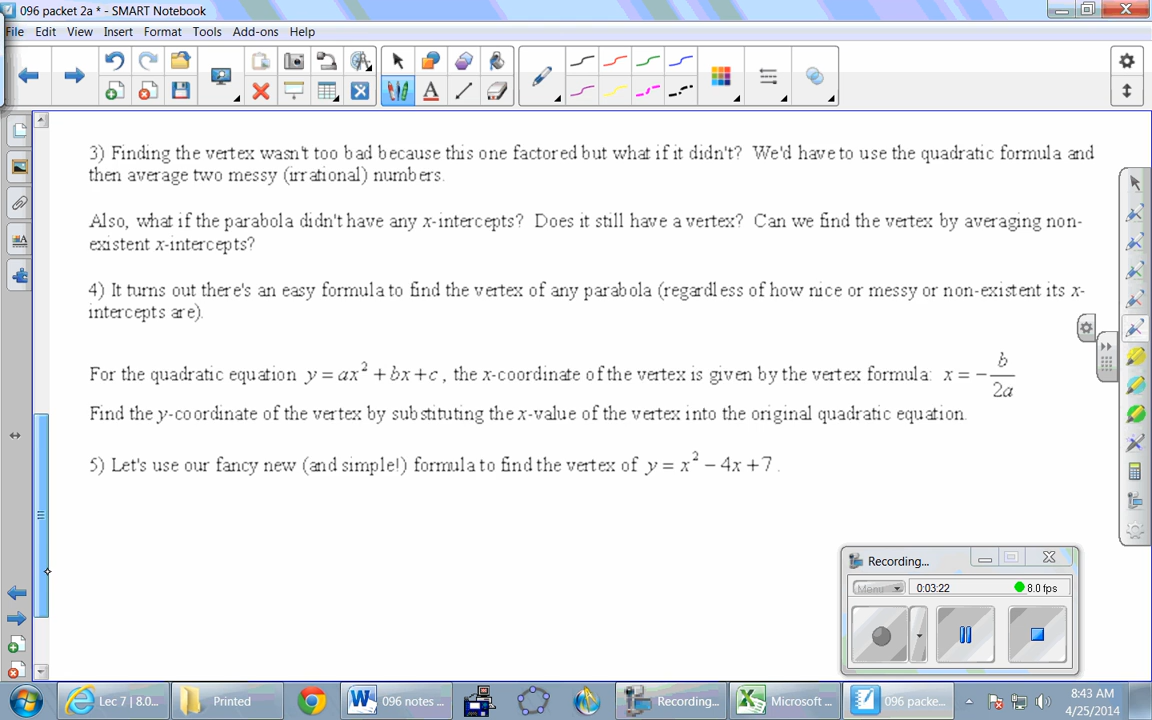 096 packet 2a * - SMART Notebook
File Edit View Insert Format Tools Add-ons Help
3) Finding the vertex wasn't too bad because this one factored but what if it didn't? We'd have to use the quadratic formula and
then average two messy (irrational) numbers.
Also, what if the parabola didn't have any x-intercepts? Does it still have a vertex? Can we find the vertex by averaging non-
existent x-intercepts?
4) It turns out there's an easy formula to find the vertex of any parabola (regardless of how nice or messy or non-existent its x-
intercepts are).
For the quadratic equation y = ax² + bx + c, the x-coordinate of the vertex is given by the vertex formula: x = − b/2a
Find the y-coordinate of the vertex by substituting the x-value of the vertex into the original quadratic equation.
5) Let's use our fancy new (and simple!) formula to find the vertex of y = x² − 4x + 7.
Recording...
Menu 0:03:22 8.0 fps
Lec 7 | 8.0... Printed 096 notes ... Recording... Microsoft ... 096 packe... 8:43 AM
4/25/2014